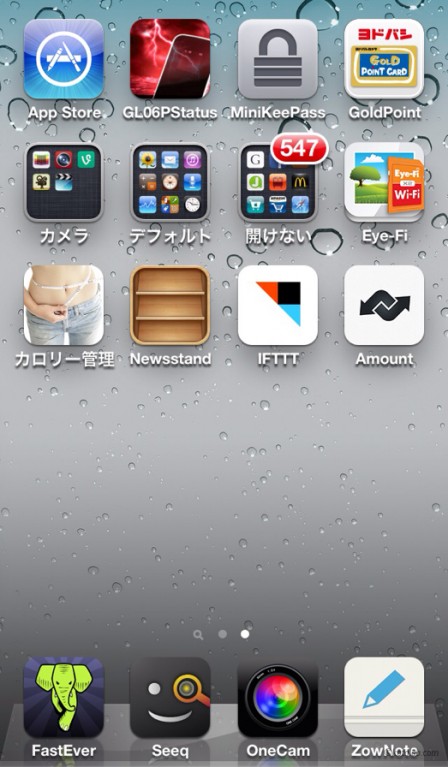 ヨドバシ
GOLD
POINT CARD
App Store
GL06PStatus
MiniKeePass
GoldPoint
547
Eye-Fi
Wi-Fi
カメラ
デフォルト
開けない
Eye-Fi
カロリー管理
Newsstand
IFTTT
Amount
FastEver
Seeq
OneCam
ZowNote